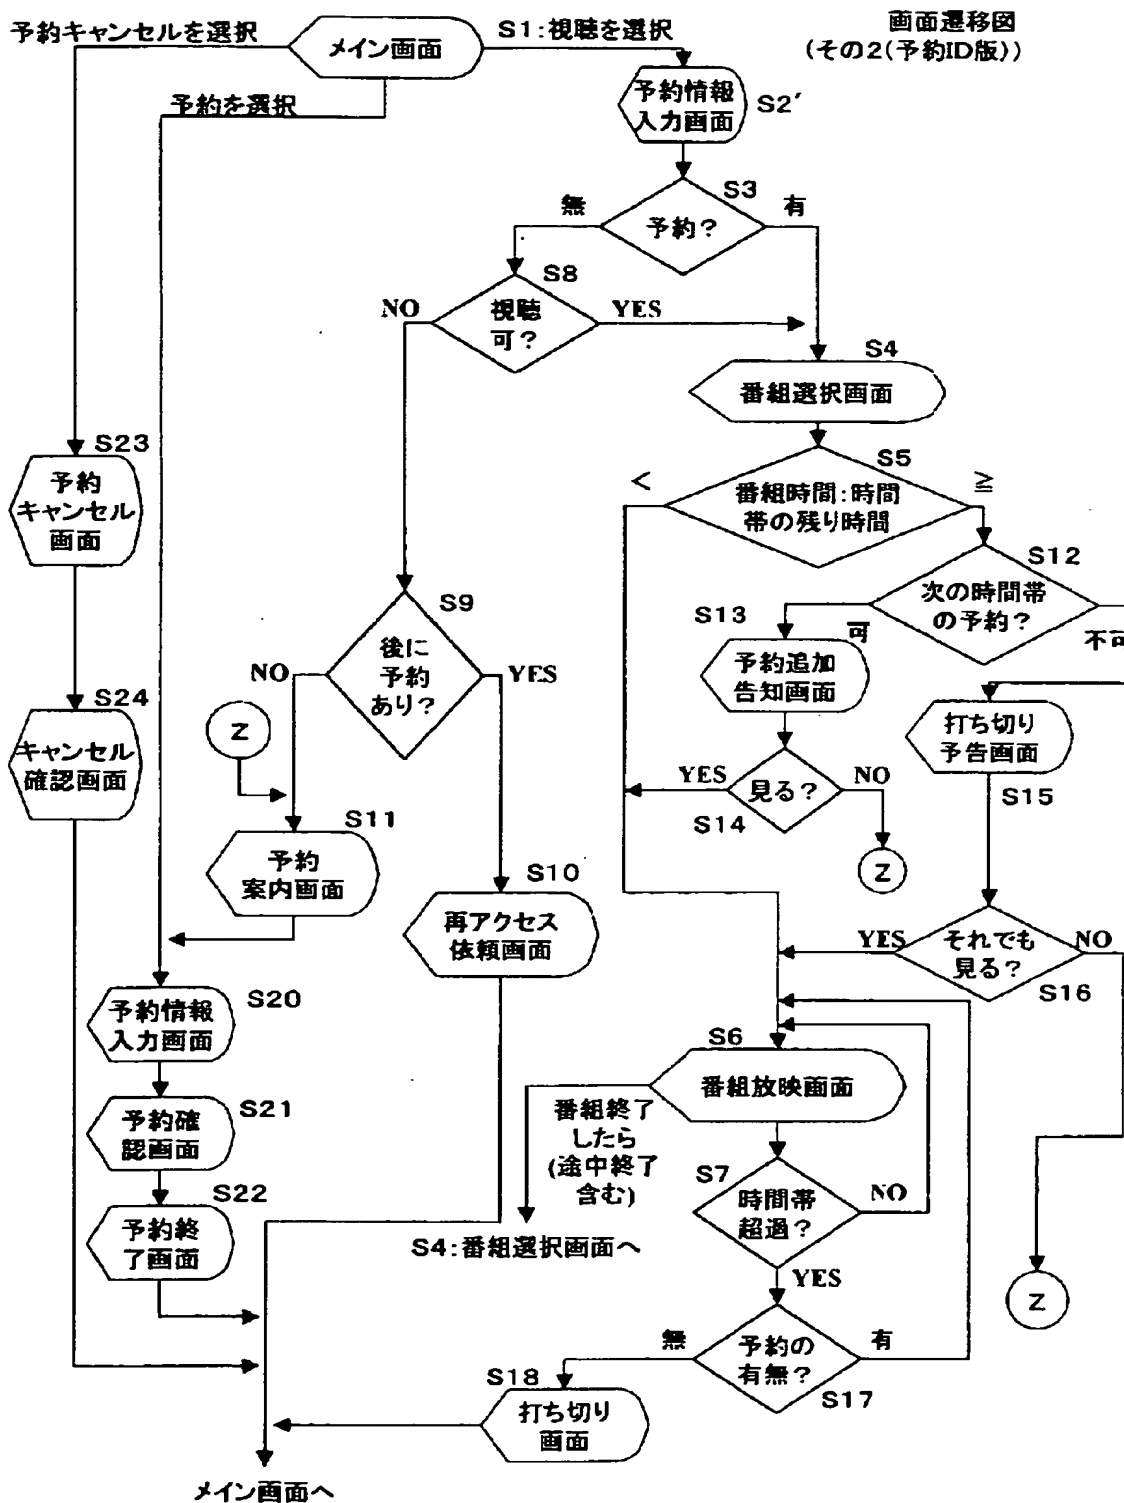 画面遷移図
(その2(予約ID版))
予約キャンセルを選択
メイン画面
S1:視聴を選択
予約を選択
予約情報
入力画面
S2′
S3
無
予約?
有
S8
NO
視聴
可?
YES
S4
番組選択画面
S5
<
番組時間:時間
帯の残り時間
≧
S23
予約
キャンセル
画面
S12
次の時間帯
の予約?
不可
S9
後に
予約
あり?
NO
YES
S13
可
予約追加
告知画面
S24
キャンセル
確認画面
Z
打ち切り
予告画面
S15
YES
見る?
NO
S14
Z
S11
予約
案内画面
S10
再アクセス
依頼画面
YES
それでも
見る?
NO
S16
S20
予約情報
入力画面
S6
番組放映画面
番組終了
したら
(途中終了
含む)
S21
予約確
認画面
S7
時間帯
超過?
NO
YES
S22
予約終
了画面
S4:番組選択画面へ
Z
無
予約の
有無?
有
S17
S18
打ち切り
画面
メイン画面へ